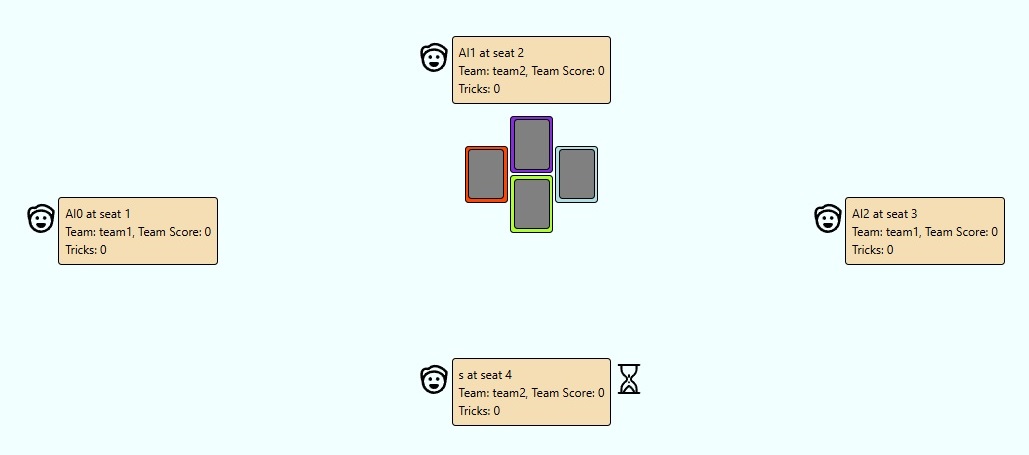 AI1 at seat 2
Team: team2, Team Score: 0
Tricks: 0
AI0 at seat 1
Team: team1, Team Score: 0
Tricks: 0
AI2 at seat 3
Team: team1, Team Score: 0
Tricks: 0
s at seat 4
Team: team2, Team Score: 0
Tricks: 0